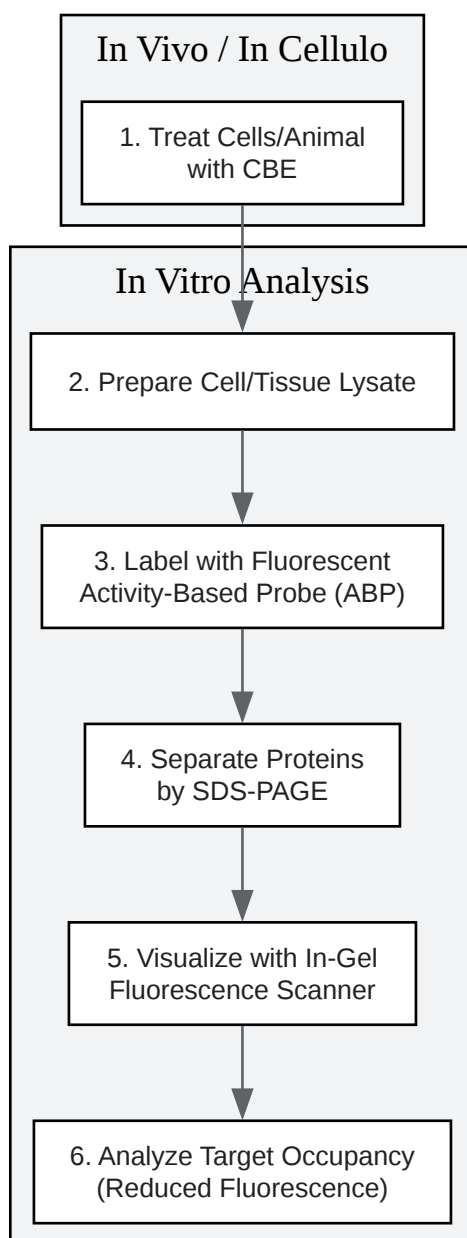 In Vivo / In Cellulo
1. Treat Cells/Animal
with CBE
In Vitro Analysis
2. Prepare Cell/Tissue Lysate
3. Label with Fluorescent
Activity-Based Probe (ABP)
4. Separate Proteins
by SDS-PAGE
5. Visualize with In-Gel
Fluorescence Scanner
6. Analyze Target Occupancy
(Reduced Fluorescence)